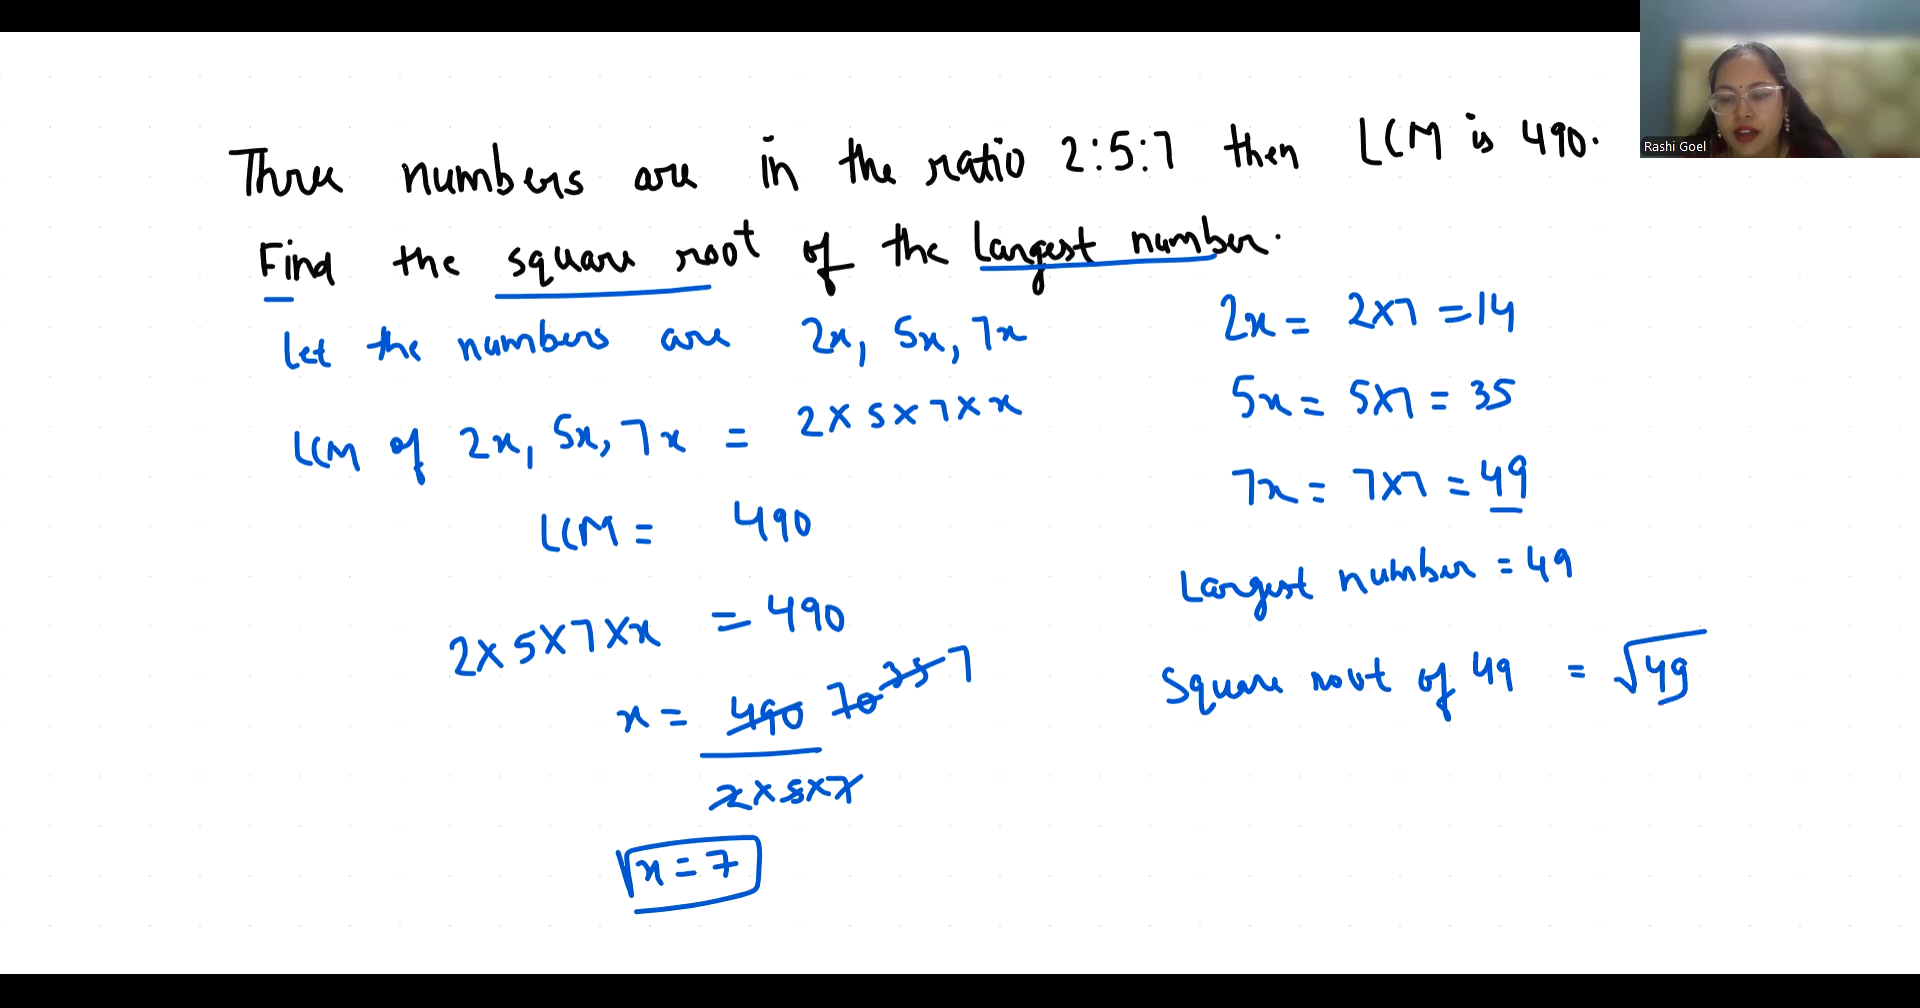 Three numbers are in the ratio 2:5:7 then LCM is 490.
Find the square root of the largest number.
Let the numbers are 2x, 5x, 7x
LCM of 2x, 5x, 7x = 2 × 5 × 7 × x
LCM = 490
2 × 5 × 7 × x = 490
x = 490 70 35 7
2 × 5 × 7
x = 7
2x = 2×7 = 14
5x = 5×7 = 35
7x = 7×7 = 49
Largest number = 49
Square root of 49 = √49
Rashi Goel